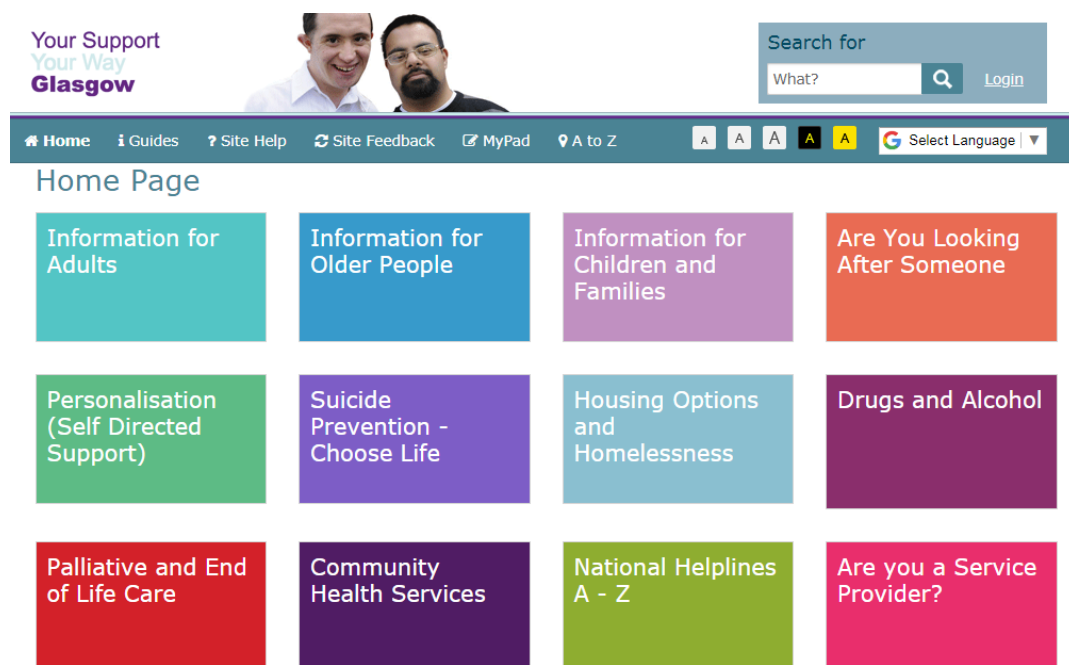 Your Support
Your Way
Glasgow
Search for
What?
Login
Home Guides ? Site Help Site Feedback MyPad A to Z A A A A A G Select Language ▼
Home Page
Information for
Adults
Information for
Older People
Information for
Children and
Families
Are You Looking
After Someone
Personalisation
(Self Directed
Support)
Suicide
Prevention -
Choose Life
Housing Options
and
Homelessness
Drugs and Alcohol
Palliative and End
of Life Care
Community
Health Services
National Helplines
A - Z
Are you a Service
Provider?